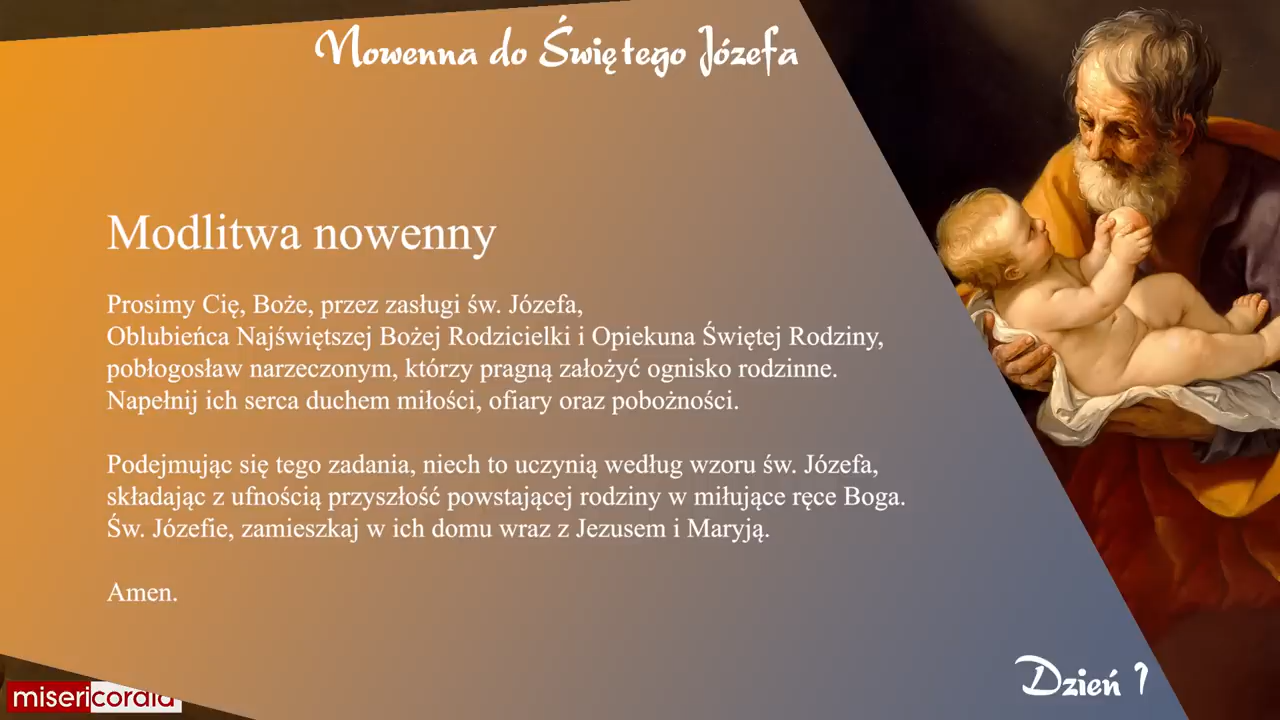 Nowenna do Świętego Józefa
Modlitwa nowenny
Prosimy Cię, Boże, przez zasługi św. Józefa,
Oblubieńca Najświętszej Bożej Rodzicielki i Opiekuna Świętej Rodziny,
pobłogosław narzeczonym, którzy pragną założyć ognisko rodzinne.
Napełnij ich serca duchem miłości, ofiary oraz pobożności.
Podejmując się tego zadania, niech to uczynią według wzoru św. Józefa,
składając z ufnością przyszłość powstającej rodziny w miłujące ręce Boga.
Św. Józefie, zamieszkaj w ich domu wraz z Jezusem i Maryją.
Amen.
Dzień 1
misericordia